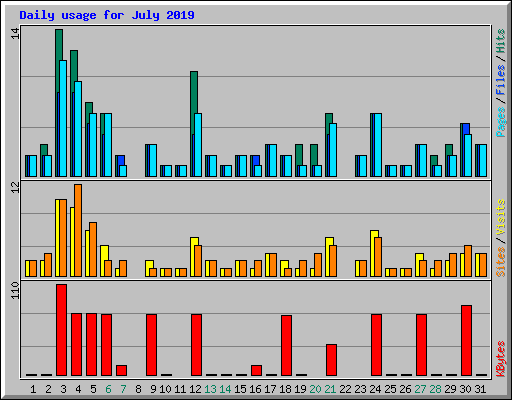 Daily usage for July 2019
14
Pages / Files / Hits
12
Sites / Visits
110
KBytes
1 2 3 4 5 6 7 8 9 10 11 12 13 14 15 16 17 18 19 20 21 22 23 24 25 26 27 28 29 30 31